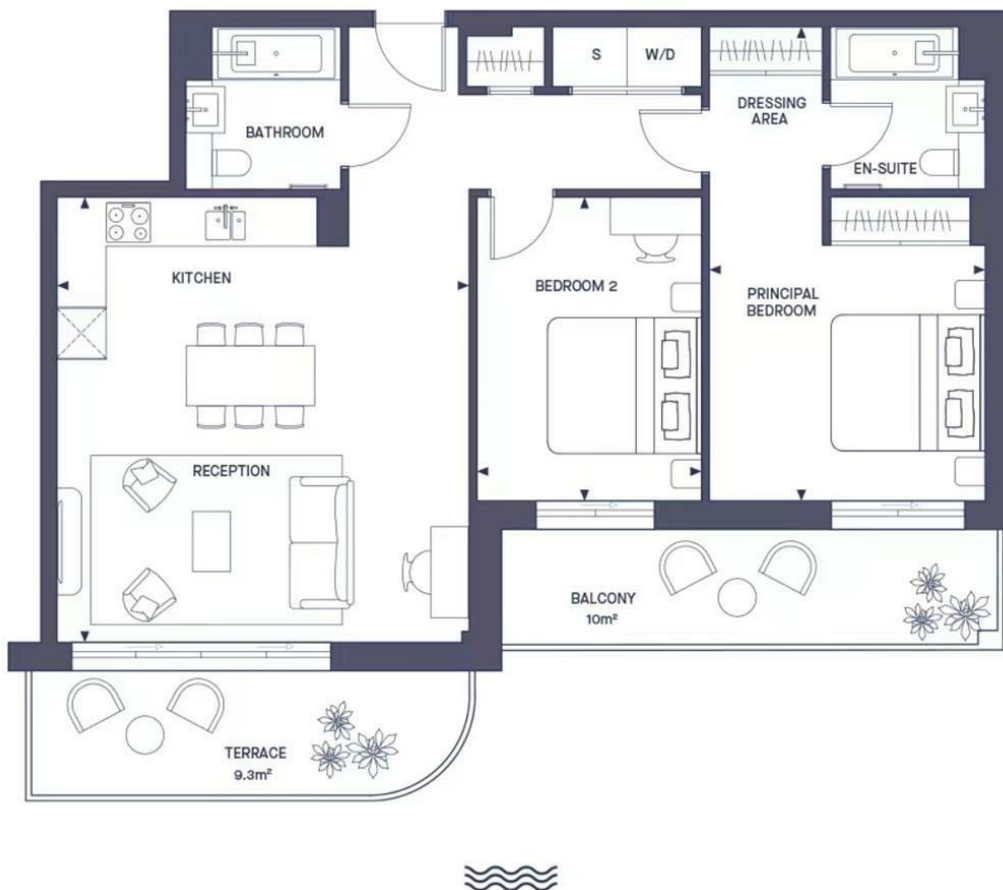 S
W/D
DRESSING
AREA
BATHROOM
EN-SUITE
KITCHEN
BEDROOM 2
PRINCIPAL
BEDROOM
RECEPTION
BALCONY
10m²
TERRACE
9.3m²